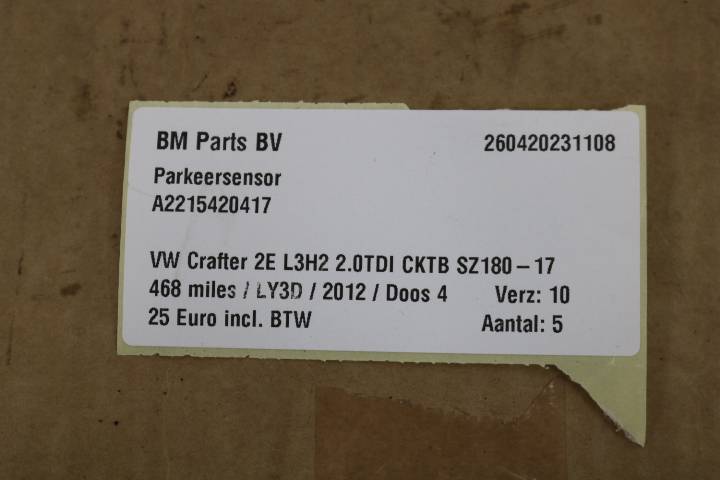 BM Parts BV 260420231108
Parkeersensor
A2215420417
VW Crafter 2E L3H2 2.0TDI CKTB SZ180-17
468 miles / LY3D / 2012 / Doos 4 Verz: 10
25 Euro incl. BTW Aantal: 5